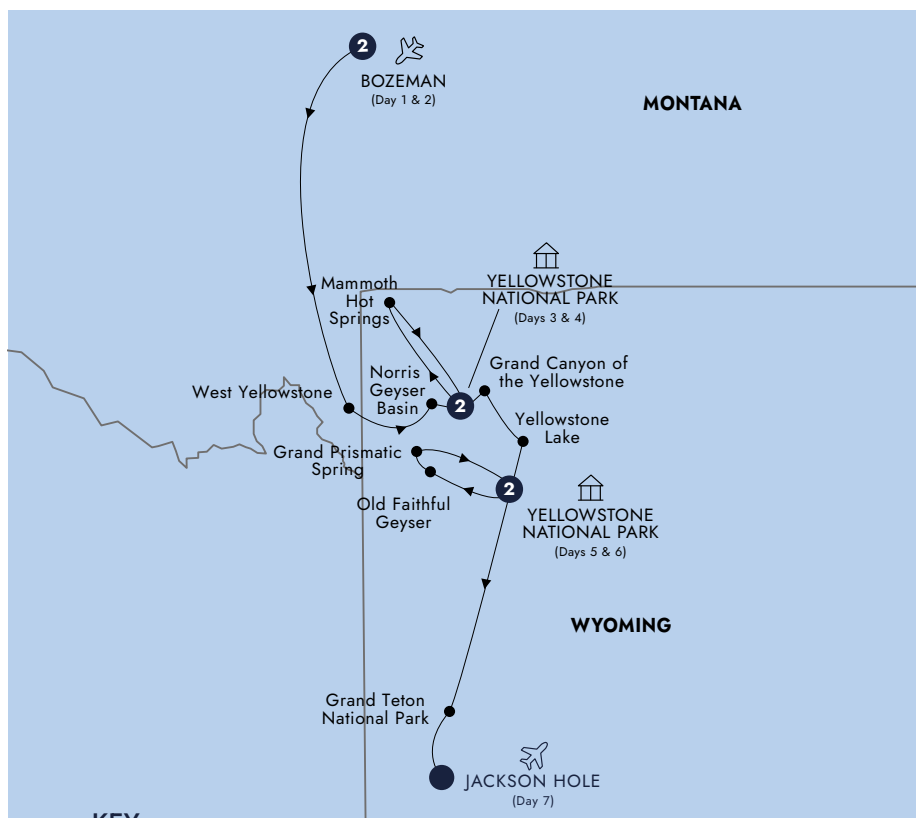 2
BOZEMAN
(Day 1 & 2)
MONTANA
Mammoth
Hot
Springs
YELLOWSTONE
NATIONAL PARK
(Days 3 & 4)
Grand Canyon of
the Yellowstone
Norris
Geyser
Basin
2
West Yellowstone
Yellowstone
Lake
Grand Prismatic
Spring
2
Old Faithful
Geyser
YELLOWSTONE
NATIONAL PARK
(Days 5 & 6)
WYOMING
Grand Teton
National Park
JACKSON HOLE
(Day 7)
KEY